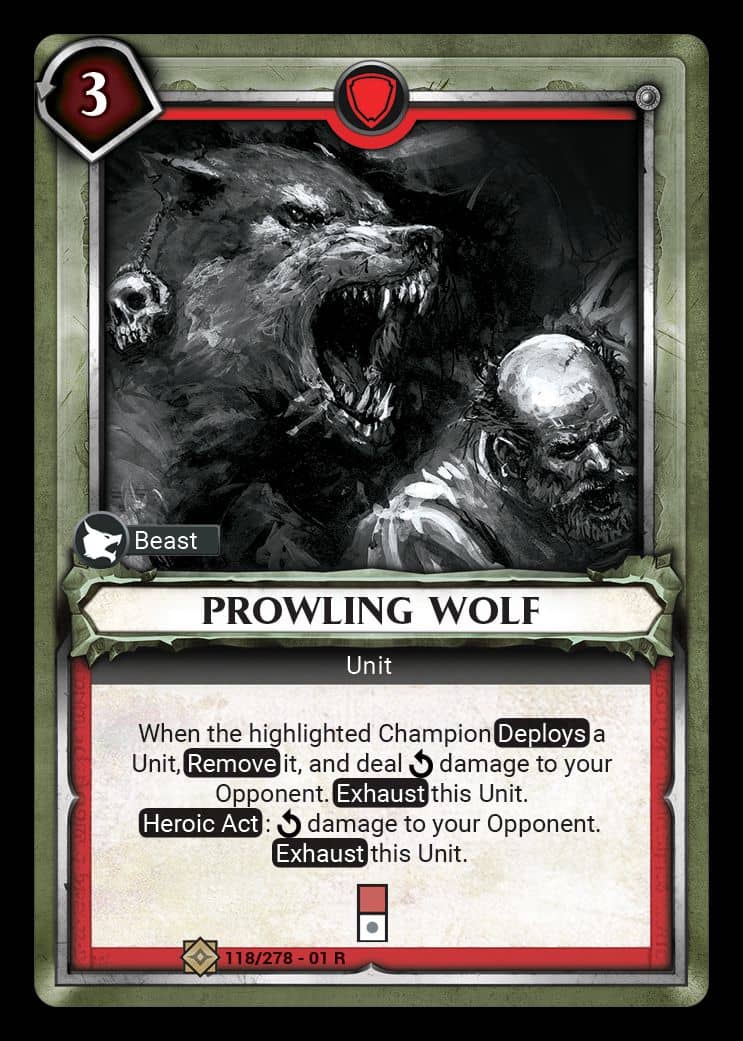 3
Beast
PROWLING WOLF
Unit
When the highlighted Champion Deploys a
Unit, Remove it, and deal damage to your
Opponent. Exhaust this Unit.
Heroic Act: damage to your Opponent.
Exhaust this Unit.
118/278 - 01 R